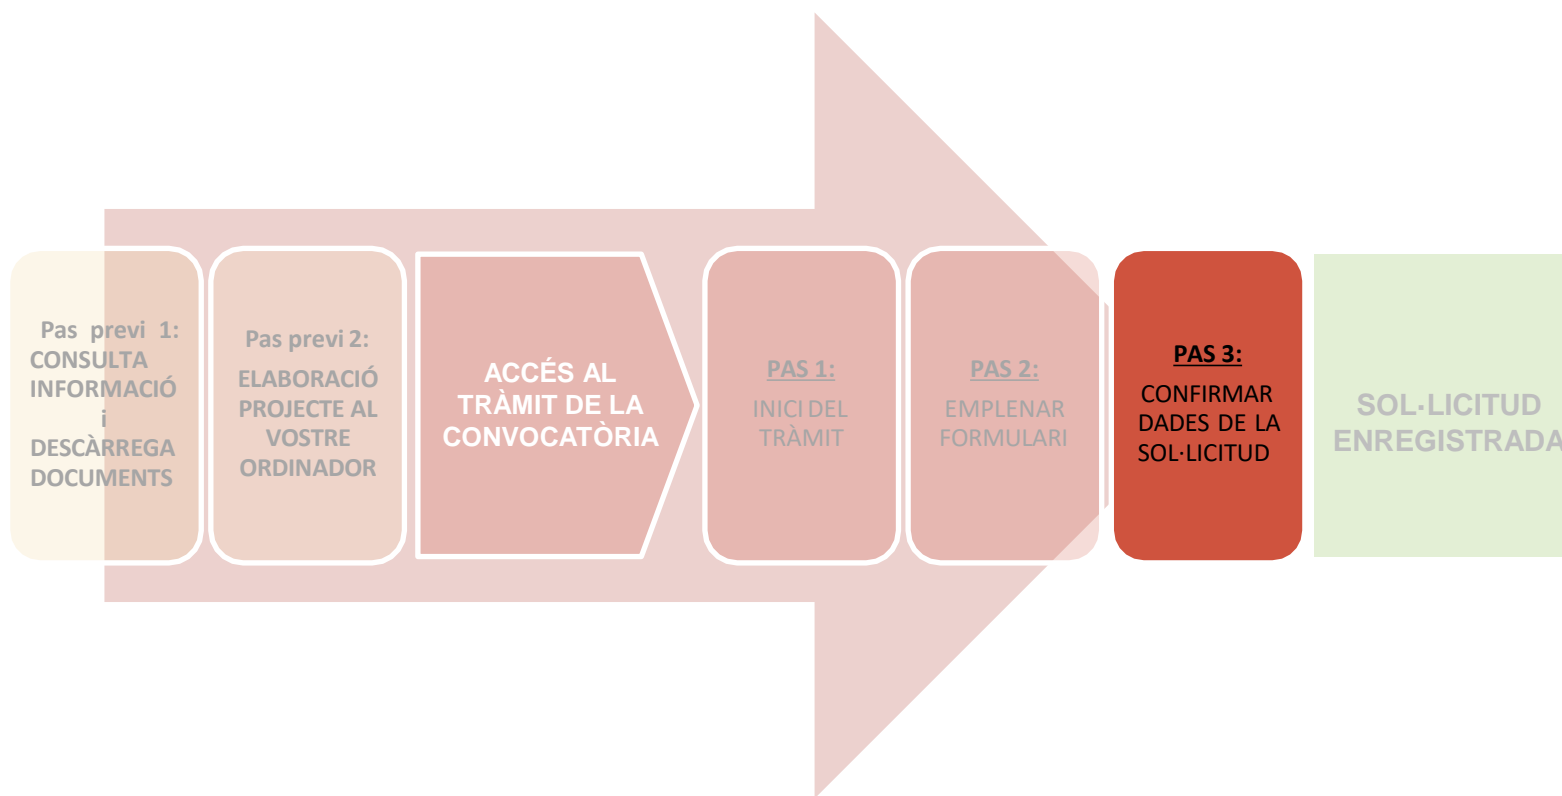 Pas previ 1:
CONSULTA
INFORMACIÓ
i
DESCÀRREGA
DOCUMENTS
Pas previ 2:
ELABORACIÓ
PROJECTE AL
VOSTRE
ORDINADOR
ACCÉS AL
TRÀMIT DE LA
CONVOCATÒRIA
PAS 1:
INICI DEL
TRÀMIT
PAS 2:
EMPLENAR
FORMULARI
PAS 3:
CONFIRMAR
DADES DE LA
SOL·LICITUD
SOL·LICITUD
ENREGISTRADA